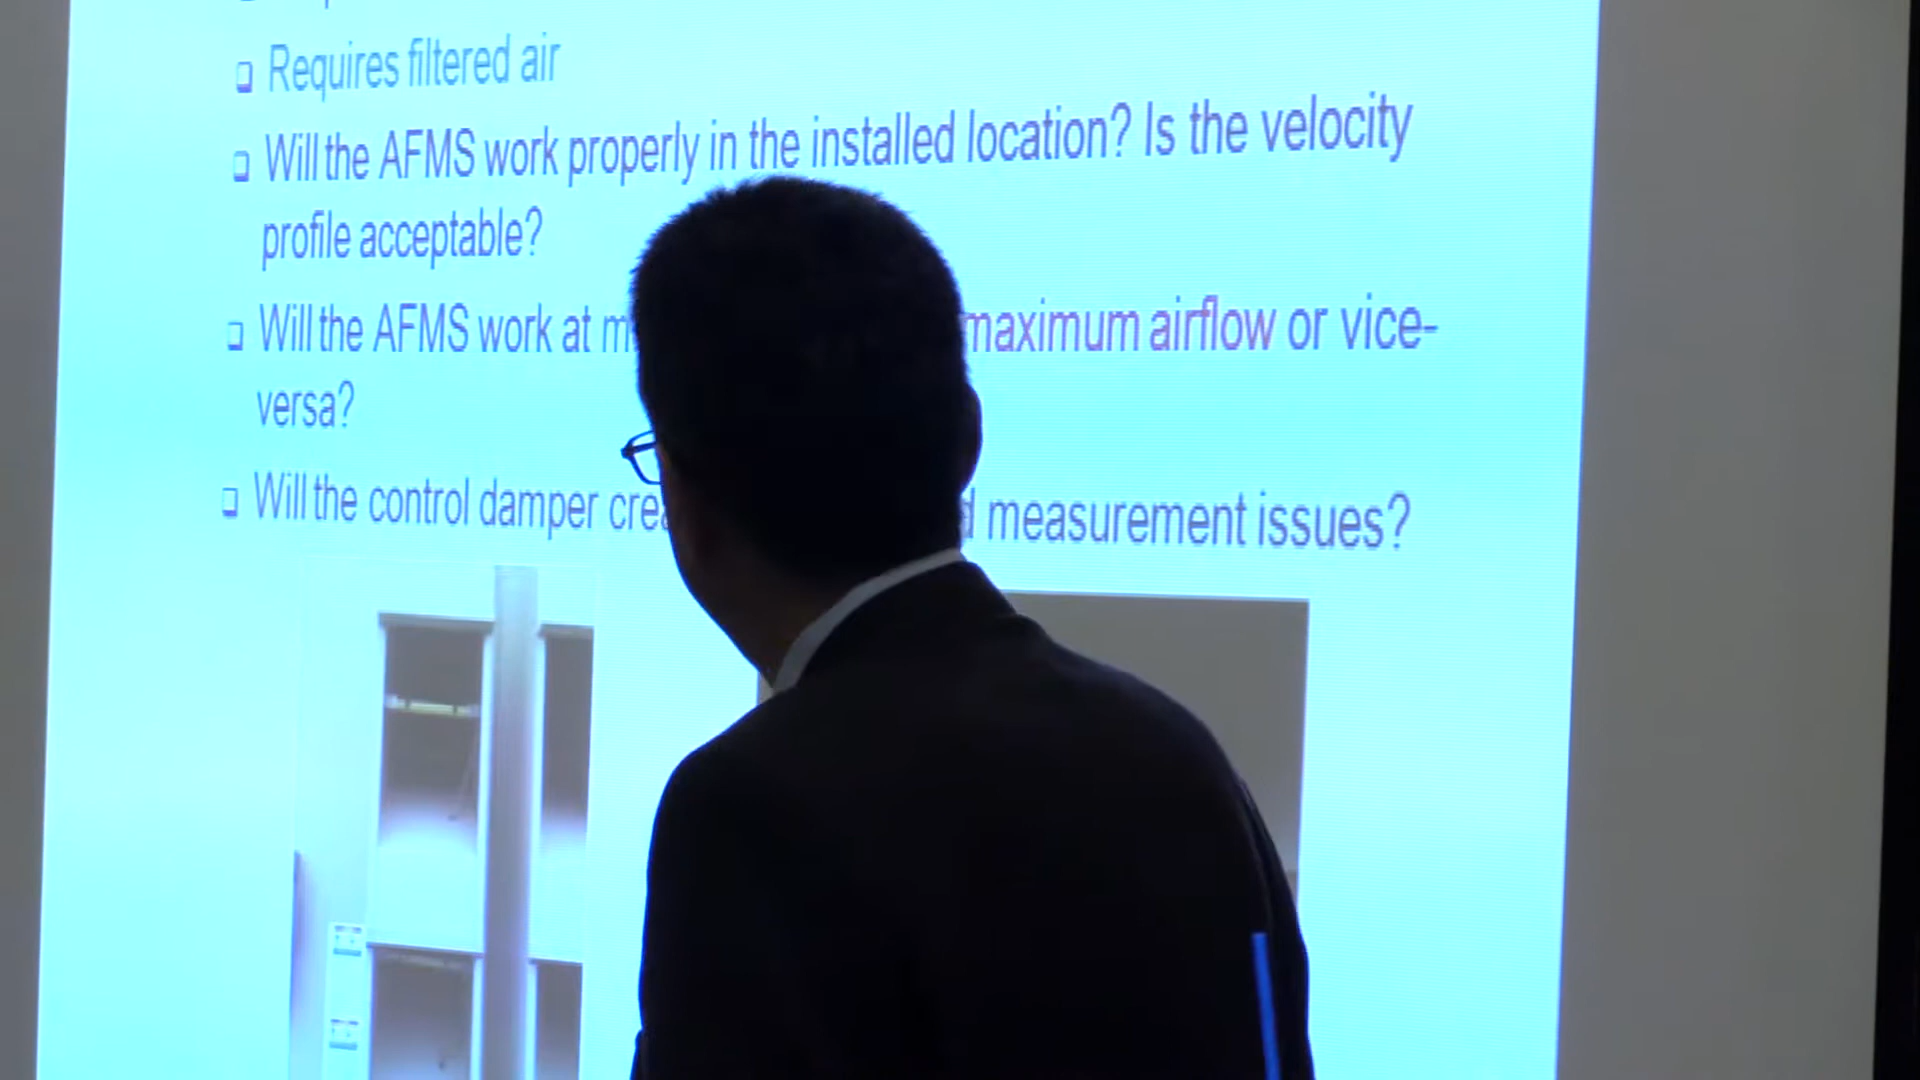 Requires filtered air
Will the AFMS work properly in the installed location? Is the velocity
profile acceptable?
Will the AFMS work at maximum airflow or vice-
versa?
Will the control damper measurement issues?